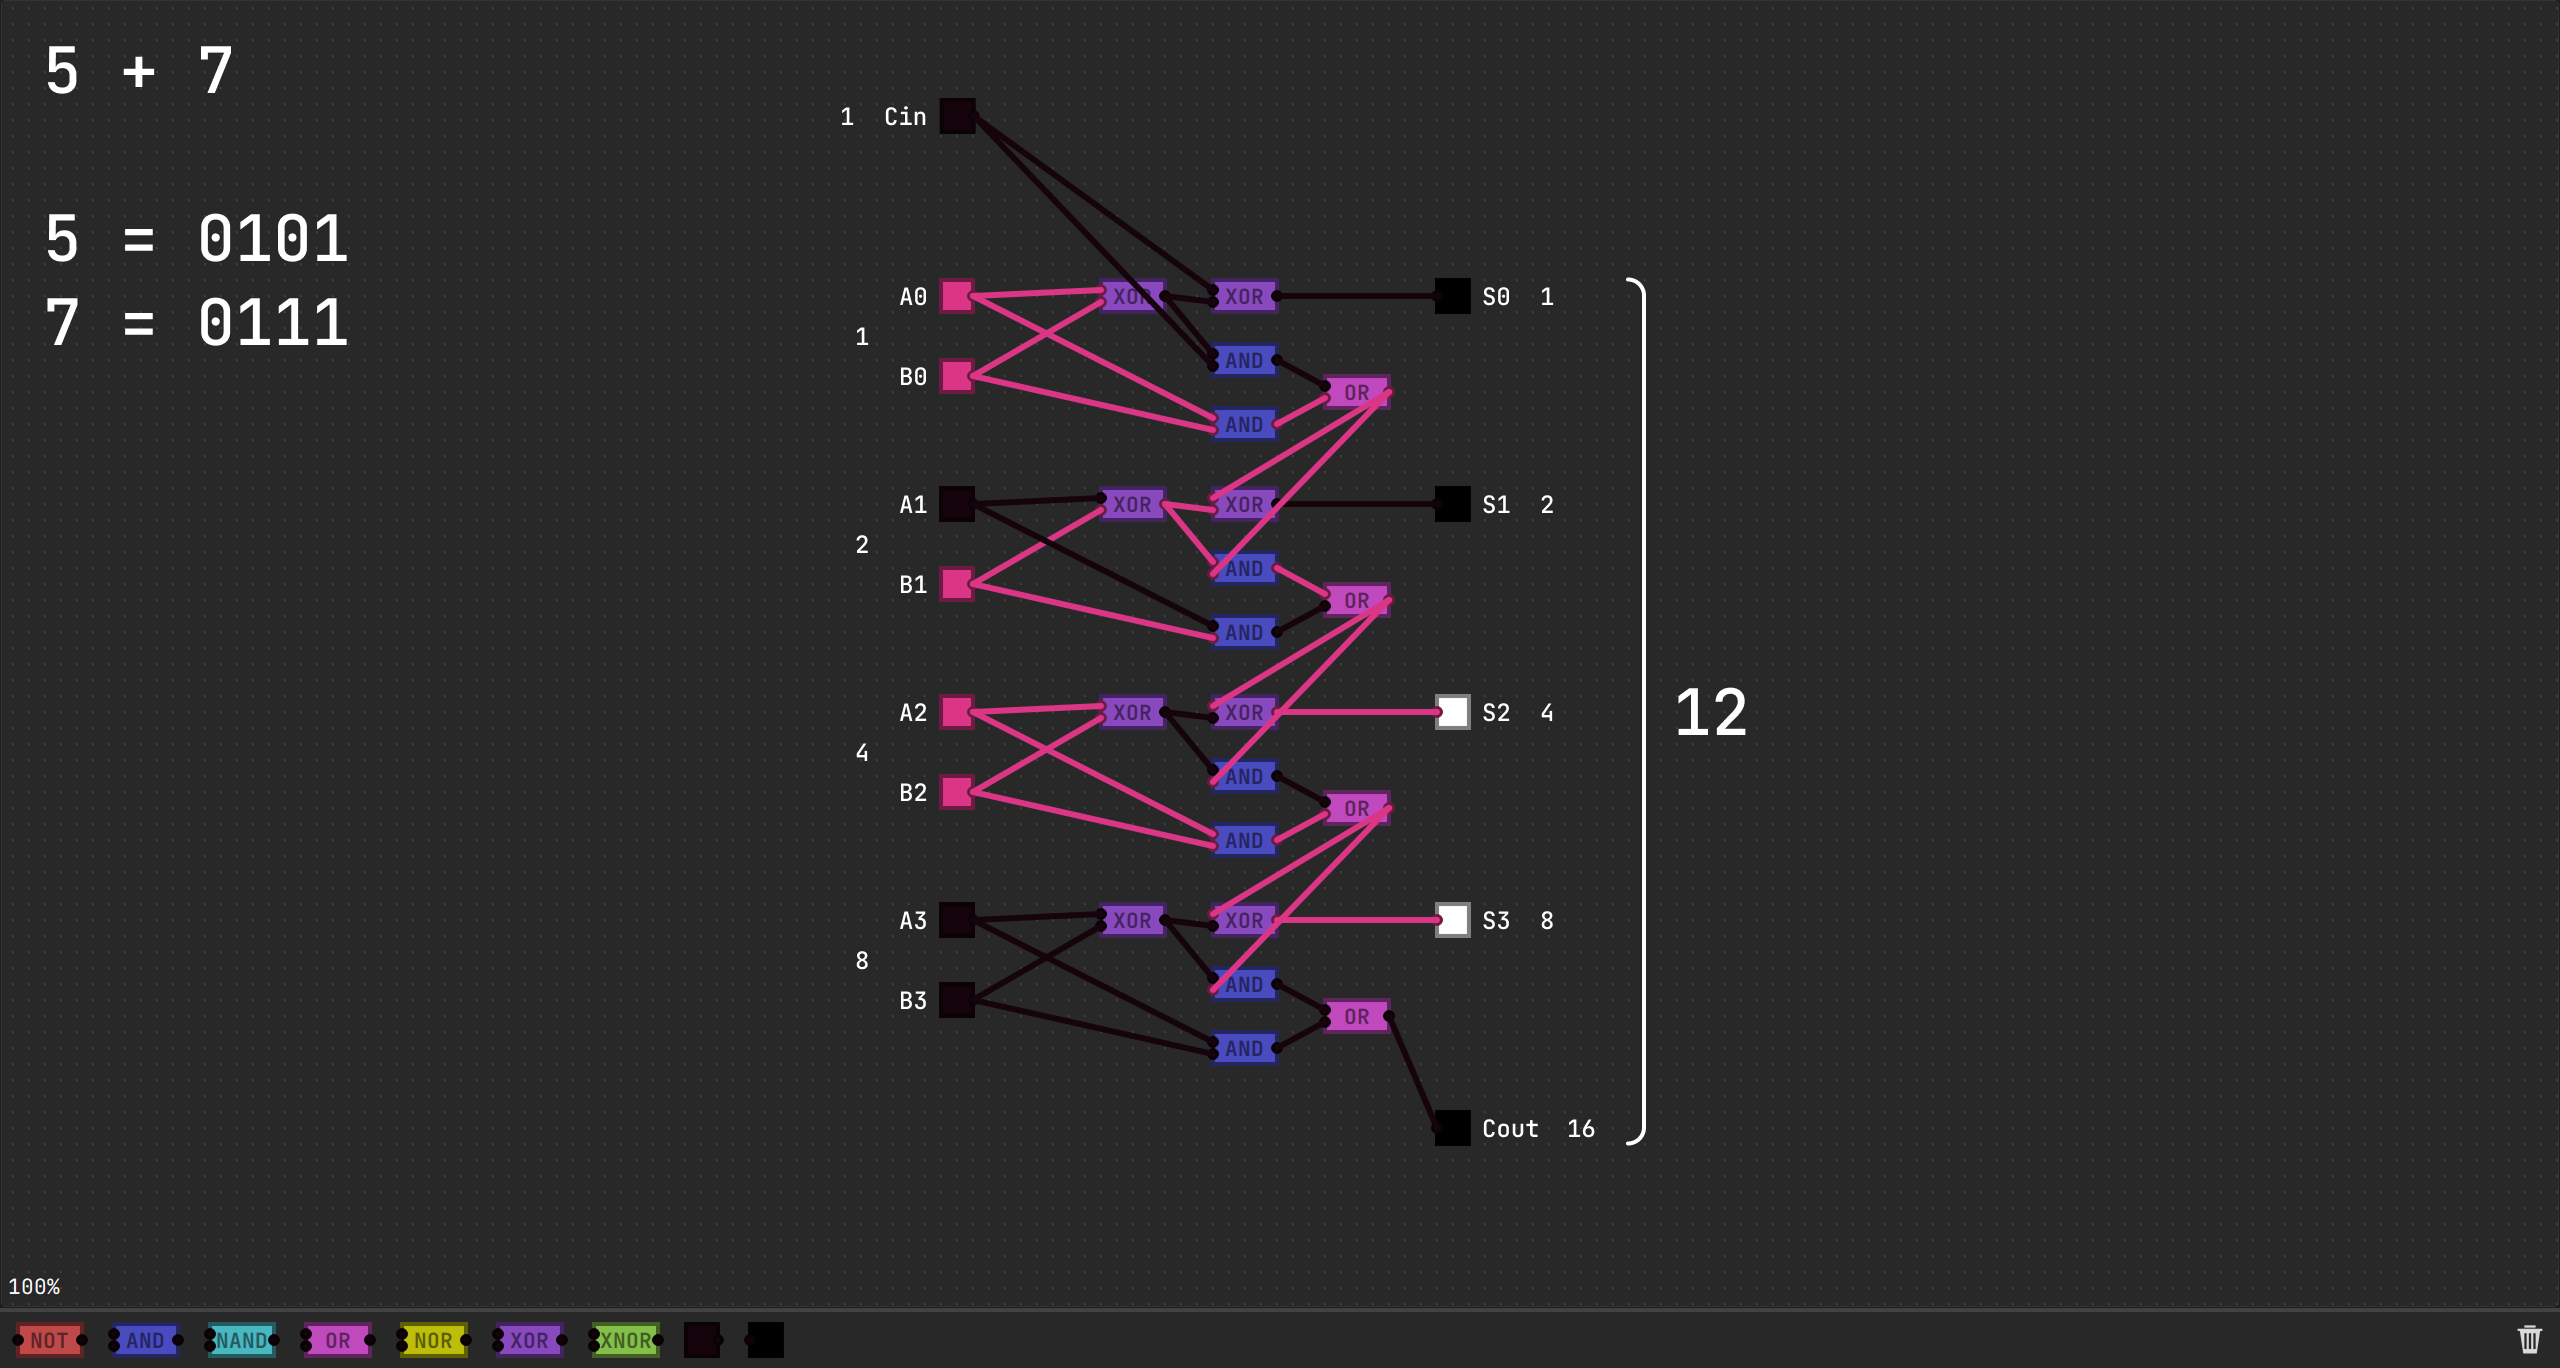 5 + 7
1 Cin
5 = 0101
7 = 0111
A0 XOR XOR S0 1
1
AND
B0
OR
AND
A1 XOR XOR S1 2
2
AND
B1
OR
AND
A2 XOR XOR S2 4
12
4
AND
B2
OR
AND
A3 XOR XOR S3 8
8
AND
B3
OR
AND
Cout 16
100%
NOT AND NAND OR NOR XOR XNOR